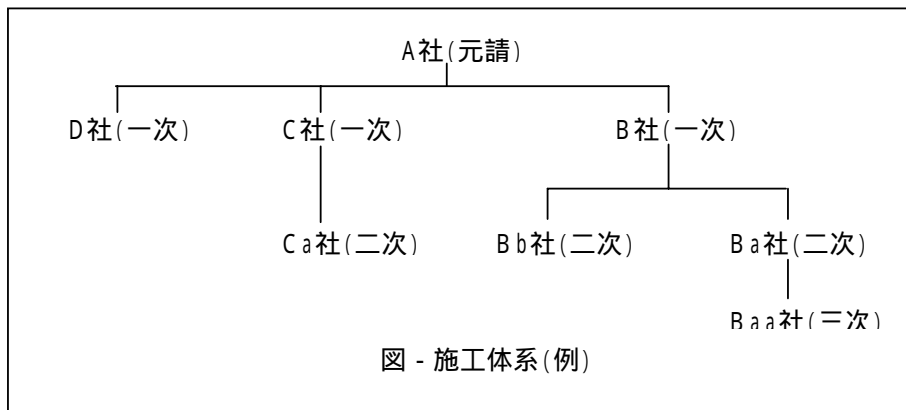 A社(元請)
D社(一次) C社(一次) B社(一次)
Ca社(二次) Bb社(二次) Ba社(二次)
Baa社(三次)
図 - 施工体系(例)